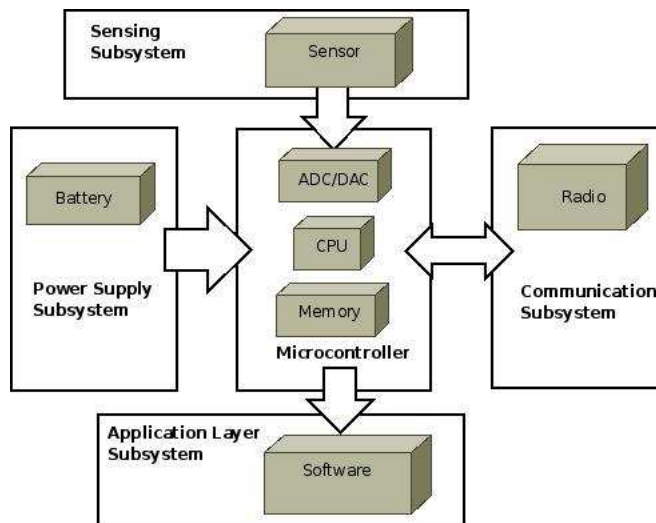 Sensing
Subsystem
Sensor
ADC/DAC
Battery
CPU
Radio
Power Supply
Subsystem
Memory
Microcontroller
Communication
Subsystem
Application Layer
Subsystem
Software